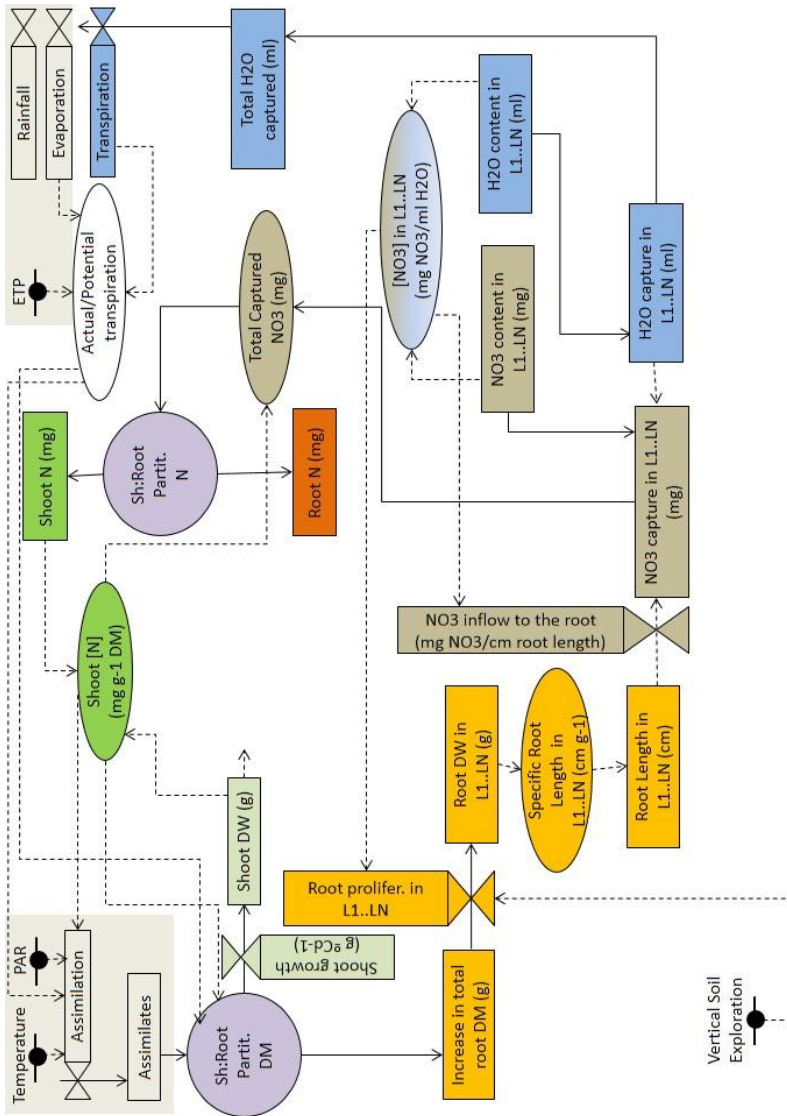 Temperature
PAR
Assimilation
Assimilates
Sh:Root
Partit.
DM
Shoot growth
(g ºCd-1)
Shoot DW (g)
Shoot [N]
(mg g-1 DM)
Shoot N (mg)
Sh:Root
Partit.
N
Root N (mg)
ETP
Actual/Potential
transpiration
Rainfall
Evaporation
Transpiration
Total Captured
NO3 (mg)
Total H2O
captured (ml)
Increase in total
root DM (g)
Root prolifer. in
L1..LN
Root DW in
L1..LN (g)
Specific Root
Length in
L1..LN (cm g-1)
Root Length in
L1..LN (cm)
NO3 inflow to the root
(mg NO3/cm root length)
NO3 capture in L1..LN
(mg)
NO3 content in
L1..LN (mg)
[NO3] in L1..LN
(mg NO3/ml H2O)
H2O content in
L1..LN (ml)
H2O capture in
L1..LN (ml)
Vertical Soil
Exploration